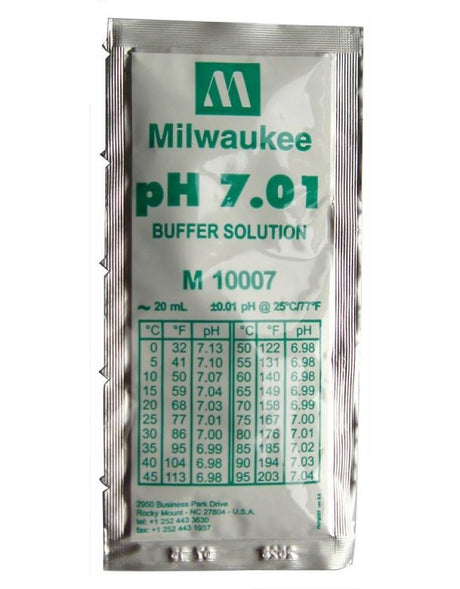 M
Milwaukee
pH 7.01
BUFFER SOLUTION
M 10007
~ 20 mL ±0.01 pH @ 25°C/77°F
°C °F pH °C °F pH
0 32 7.13 50 122 6.98
5 41 7.10 55 131 6.98
10 50 7.07 60 140 6.98
15 59 7.04 65 149 6.99
20 68 7.03 70 158 6.99
25 77 7.01 75 167 7.00
30 86 7.00 80 176 7.01
35 95 6.99 85 185 7.02
40 104 6.98 90 194 7.03
45 113 6.98 95 203 7.04
2950 Business Park Drive
Rocky Mount - NC 27804 - U.S.A.
tel: +1 252 443 3630
fax: +1 252 443 1937